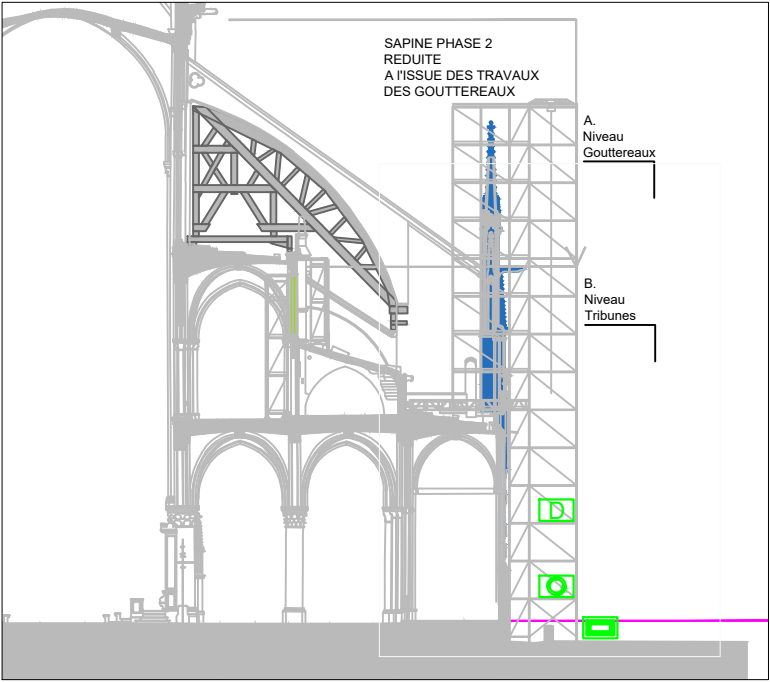 SAPINE PHASE 2
REDUITE
A l'ISSUE DES TRAVAUX
DES GOUTTEREAUX
A.
Niveau
Gouttereaux
B.
Niveau
Tribunes
D
O